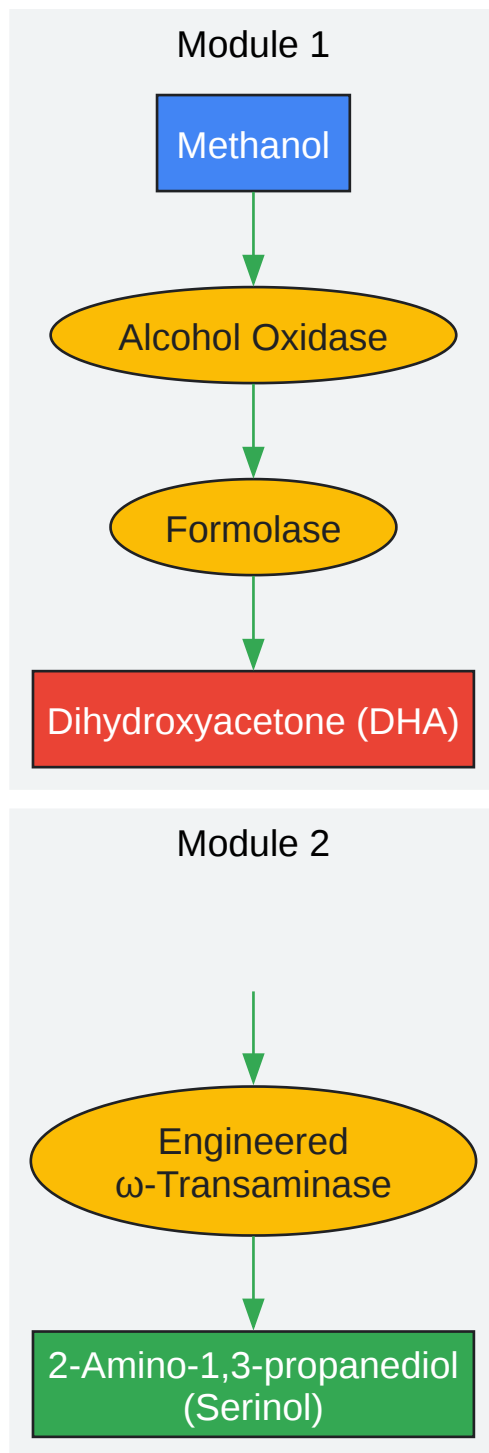 Module 1
Methanol
Alcohol Oxidase
Formolase
Dihydroxyacetone (DHA)
Module 2
Engineered
ω-Transaminase
2-Amino-1,3-propanediol
(Serinol)